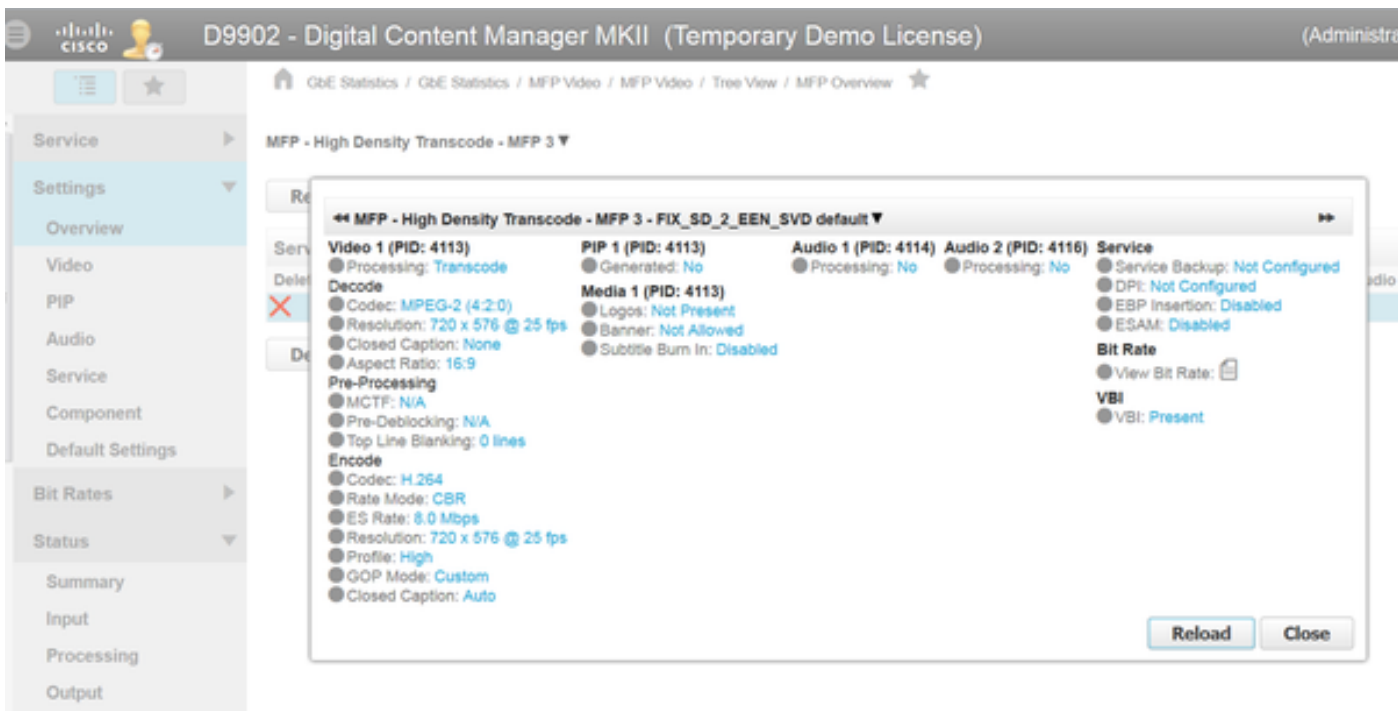 CISCO
D9902 - Digital Content Manager MKII (Temporary Demo License)
(Administra
GbE Statistics / GbE Statistics / MFP Video / MFP Video / Tree View / MFP Overview
Service
Settings
Overview
Video
PIP
Audio
Service
Component
Default Settings
Bit Rates
Status
Summary
Input
Processing
Output
MFP - High Density Transcode - MFP 3
Re
Serv
Delet
De
dio
MFP - High Density Transcode - MFP 3 - FIX_SD_2_EEN_SVD default
Video 1 (PID: 4113)
Processing: Transcode
Decode
Codec: MPEG-2 (4:2:0)
Resolution: 720 x 576 @ 25 fps
Closed Caption: None
Aspect Ratio: 16:9
Pre-Processing
MCTF: N/A
Pre-Deblocking: N/A
Top Line Blanking: 0 lines
Encode
Codec: H.264
Rate Mode: CBR
ES Rate: 8.0 Mbps
Resolution: 720 x 576 @ 25 fps
Profile: High
GOP Mode: Custom
Closed Caption: Auto
PIP 1 (PID: 4113)
Generated: No
Media 1 (PID: 4113)
Logos: Not Present
Banner: Not Allowed
Subtitle Burn In: Disabled
Audio 1 (PID: 4114)
Processing: No
Audio 2 (PID: 4116)
Processing: No
Service
Service Backup: Not Configured
DPI: Not Configured
EBP Insertion: Disabled
ESAM: Disabled
Bit Rate
View Bit Rate:
VBI
VBI: Present
Reload
Close